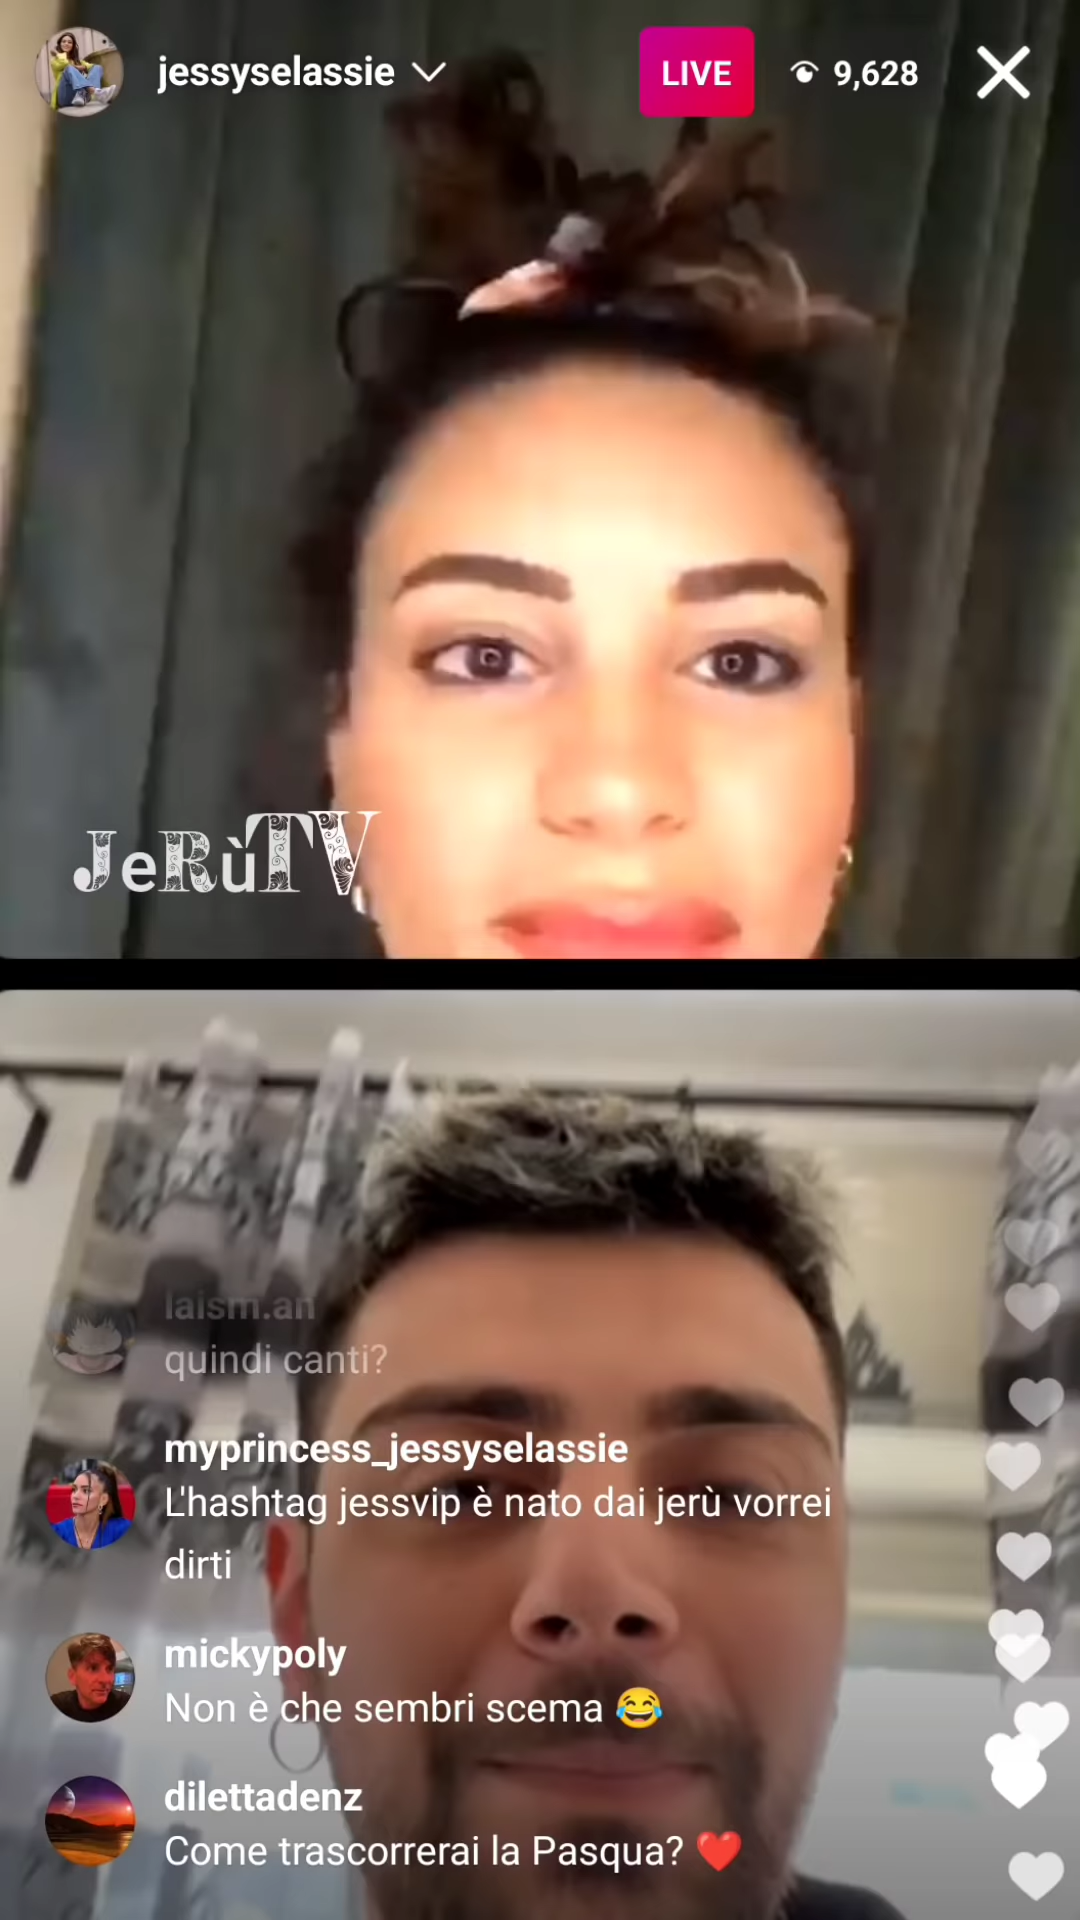 jessyselassie
LIVE
9,628
JeRùTV
laism.an
quindi canti?
myprincess_jessyselassie
L'hashtag jessvip è nato dai jerù vorrei
dirti
mickypoly
Non è che sembri scema 😂
dilettadenz
Come trascorrerai la Pasqua? ❤️